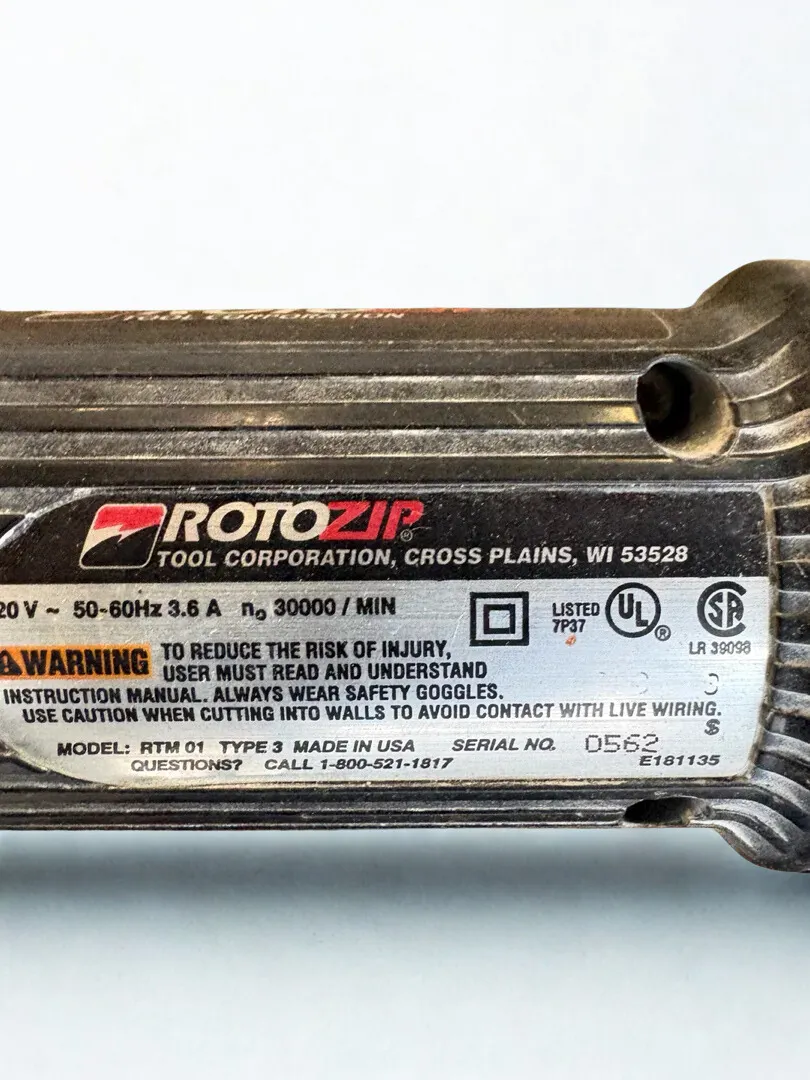 TOOL CORPORATION
ROTOZIP®
TOOL CORPORATION, CROSS PLAINS, WI 53528
20 V ~ 50-60Hz 3.6 A n₀ 30000 / MIN
LISTED
7P37
UL ®
LR 39098
WARNING
TO REDUCE THE RISK OF INJURY,
USER MUST READ AND UNDERSTAND
INSTRUCTION MANUAL. ALWAYS WEAR SAFETY GOGGLES.
USE CAUTION WHEN CUTTING INTO WALLS TO AVOID CONTACT WITH LIVE WIRING.
S
MODEL: RTM 01 TYPE 3 MADE IN USA SERIAL NO. 0562
E181135
QUESTIONS? CALL 1-800-521-1817